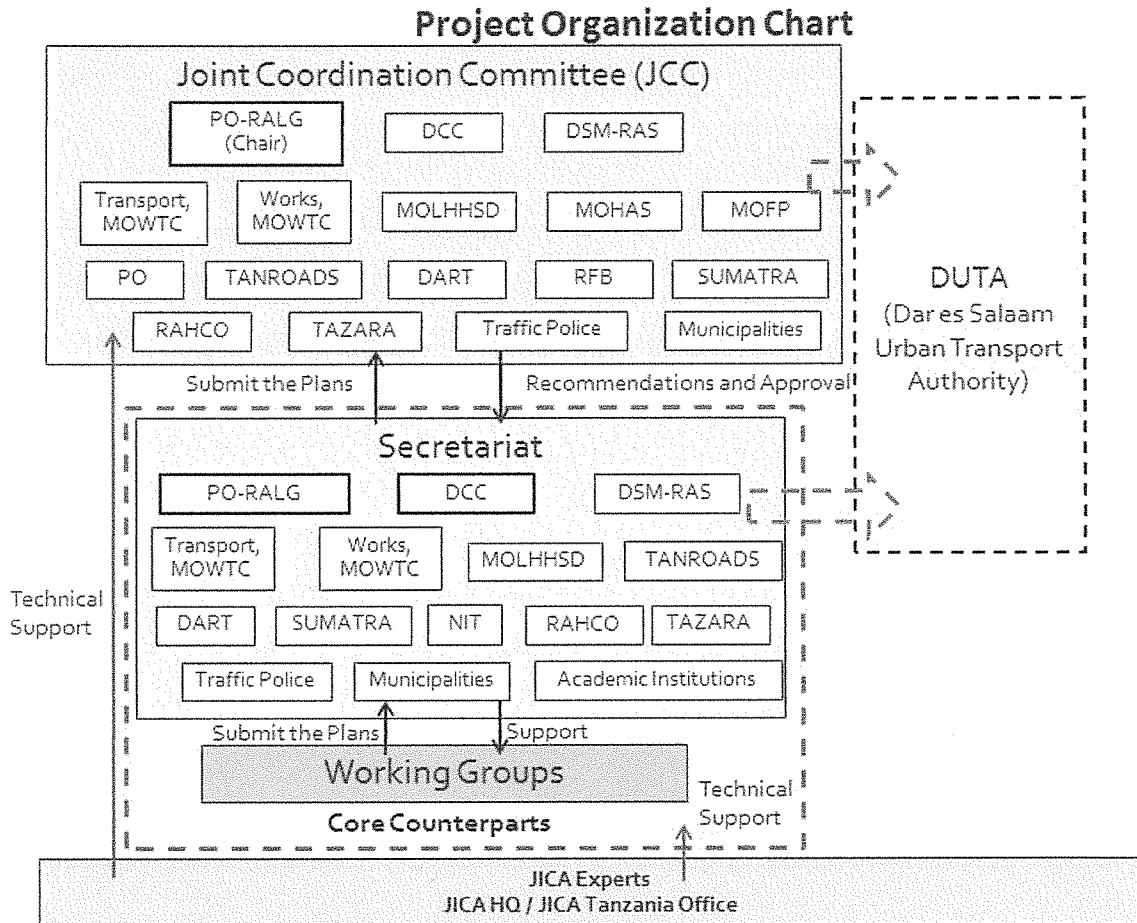 Project Organization Chart
Joint Coordination Committee (JCC)
PO-RALG
(Chair)
DCC
DSM-RAS
Transport,
MOWTC
Works,
MOWTC
MOLHHSD
MOHAS
MOFP
PO
TANROADS
DART
RFB
SUMATRA
RAHCO
TAZARA
Traffic Police
Municipalities
DUTA
(Dar es Salaam
Urban Transport
Authority)
Submit the Plans
Recommendations and Approval
Secretariat
PO-RALG
DCC
DSM-RAS
Transport,
MOWTC
Works,
MOWTC
MOLHHSD
TANROADS
DART
SUMATRA
NIT
RAHCO
TAZARA
Traffic Police
Municipalities
Academic Institutions
Technical
Support
Submit the Plans
Support
Working Groups
Core Counterparts
Technical
Support
JICA Experts
JICA HQ / JICA Tanzania Office